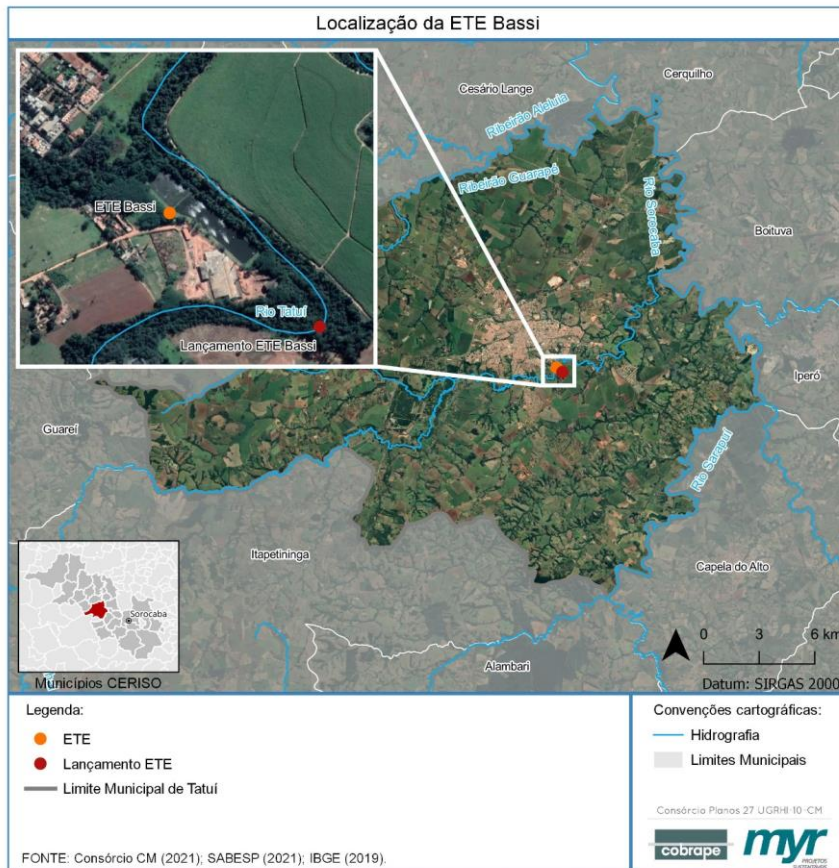 Localização da ETE Bassi
Cesário Lange
Cerquilho
Ribeirão Aleluia
Ribeirão Guarapé
Rio Sorocaba
Boituva
ETE Bassi
Rio Tatuí
Lançamento ETE Bassi
Iperó
Guareí
Rio Sarapuí
Itapetininga
Capela do Alto
Sorocaba
Alambari
0 3 6 km
Municípios CERISO
Datum: SIRGAS 2000
Legenda:
ETE
Lançamento ETE
Limite Municipal de Tatuí
FONTE: Consórcio CM (2021); SABESP (2021); IBGE (2019).
Convenções cartográficas:
Hidrografia
Limites Municipais
Consórcio Planos 27 UGRHI-10-CM
cobrape
myr
PROJETOS
SUSTENTÁVEIS